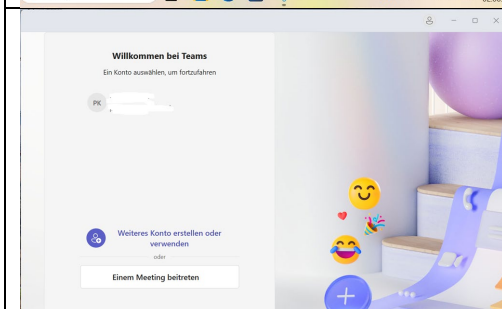 Willkommen bei Teams
Ein Konto auswählen, um fortzufahren
PK
Weiteres Konto erstellen oder
verwenden
oder
Einem Meeting beitreten